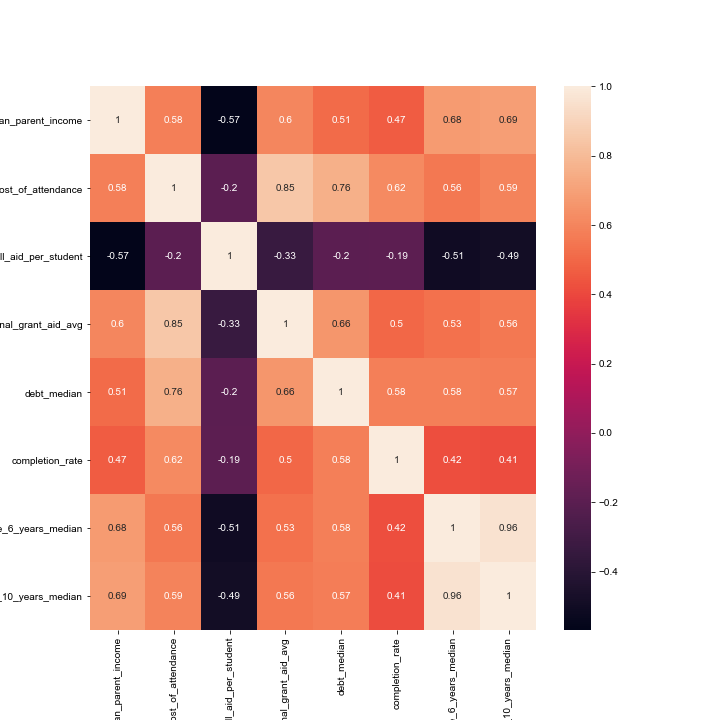 an_parent_income 1 0.58 -0.57 0.6 0.51 0.47 0.68 0.69
ost_of_attendance 0.58 1 -0.2 0.85 0.76 0.62 0.56 0.59
ll_aid_per_student -0.57 -0.2 1 -0.33 -0.2 -0.19 -0.51 -0.49
nal_grant_aid_avg 0.6 0.85 -0.33 1 0.66 0.5 0.53 0.56
debt_median 0.51 0.76 -0.2 0.66 1 0.58 0.58 0.57
completion_rate 0.47 0.62 -0.19 0.5 0.58 1 0.42 0.41
e_6_years_median 0.68 0.56 -0.51 0.53 0.58 0.42 1 0.96
_10_years_median 0.69 0.59 -0.49 0.56 0.57 0.41 0.96 1
an_parent_income
ost_of_attendance
ll_aid_per_student
nal_grant_aid_avg
debt_median
completion_rate
e_6_years_median
10_years_median
1.0
0.8
0.6
0.4
0.2
0.0
−0.2
−0.4